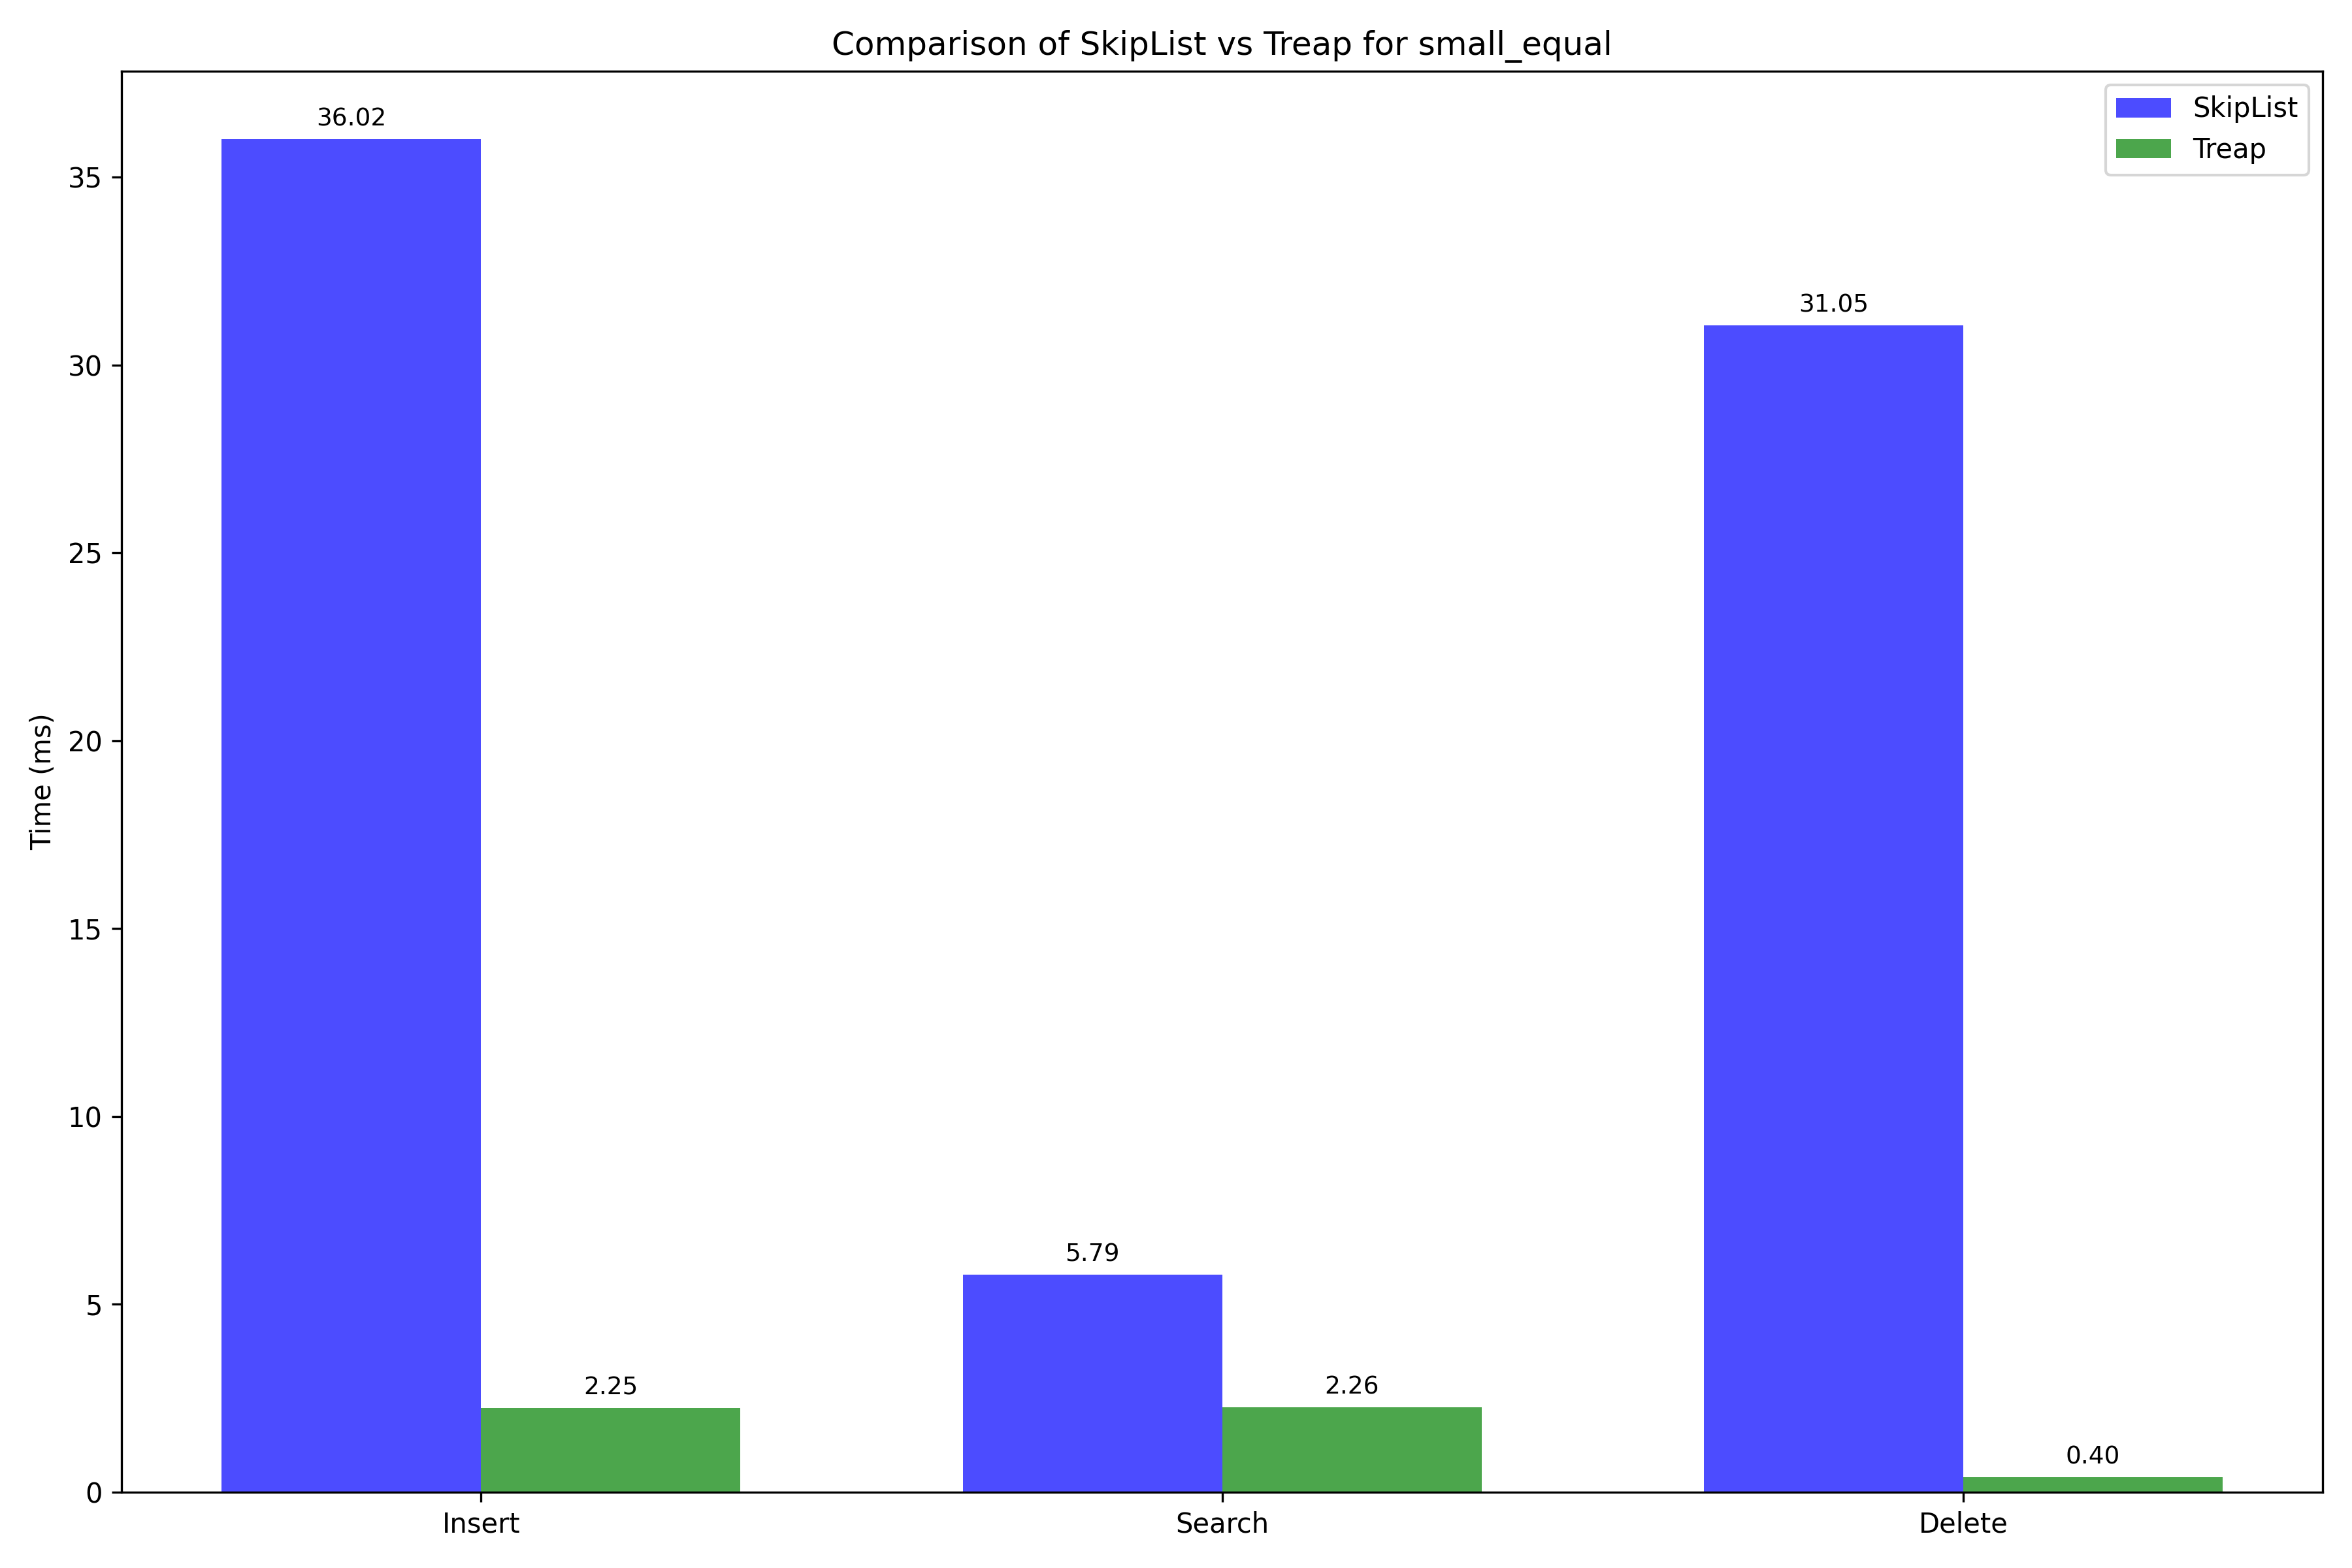 Comparison of SkipList vs Treap for small_equal
SkipList
Treap
Time (ms)
35
30
25
20
15
10
5
0
36.02
2.25
5.79
2.26
31.05
0.40
Insert
Search
Delete